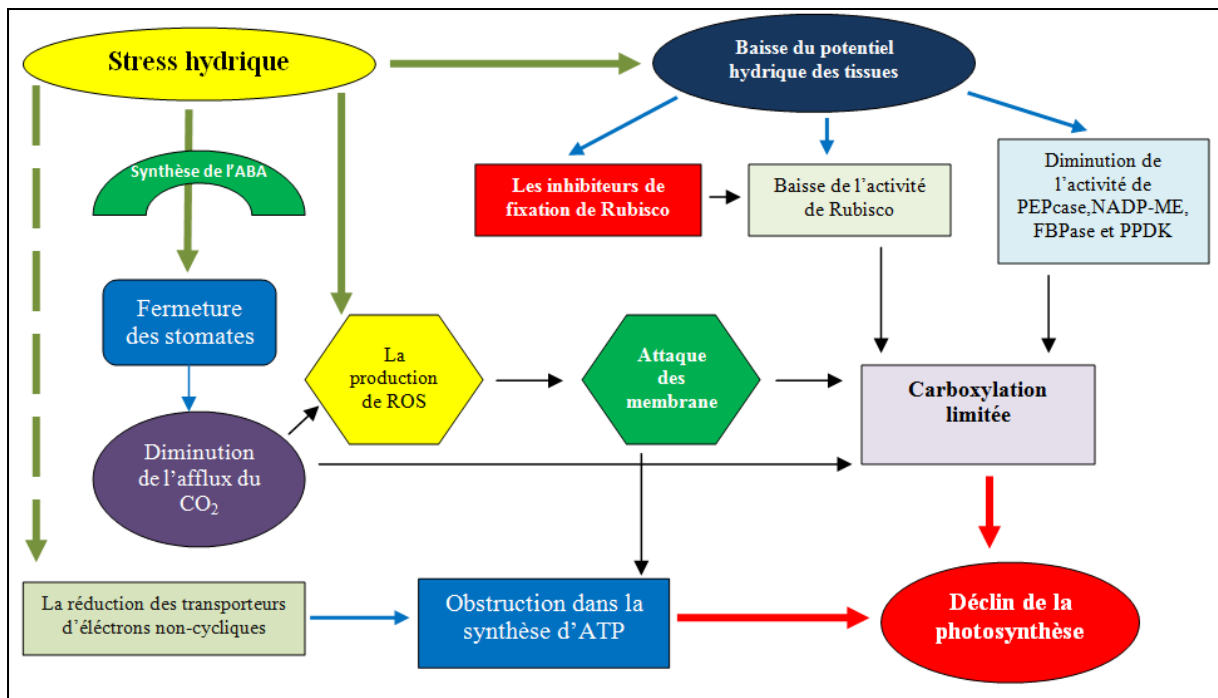 Stress hydrique
Baisse du potentiel
hydrique des tissues
Synthèse de l'ABA
Les inhibiteurs de
fixation de Rubisco
Baisse de l'activité
de Rubisco
Diminution de
l'activité de
PEPcase,NADP-ME,
FBPase et PPDK
Fermeture
des stomates
La
production
de ROS
Attaque
des
membrane
Carboxylation
limitée
Diminution
de l'afflux du
CO₂
La réduction des transporteurs
d'éléctrons non-cycliques
Obstruction dans la
synthèse d'ATP
Déclin de la
photosynthèse